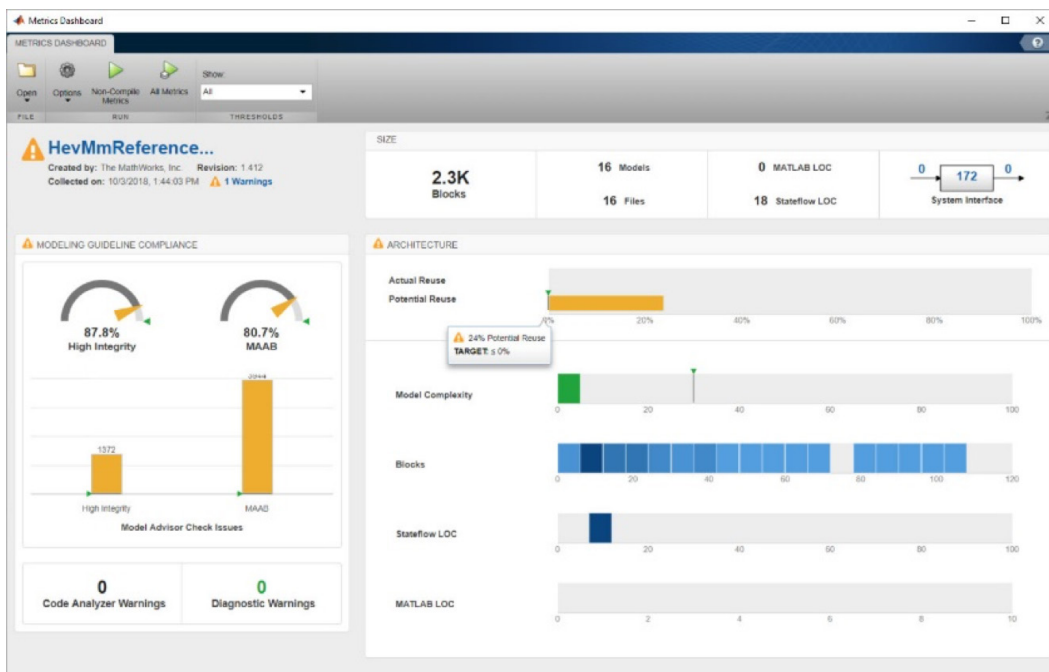 Metrics Dashboard
METRICS DASHBOARD
Open
Options
Non-Compile Metrics
All Metrics
Show:
All
FILE
RUN
THRESHOLDS
HevMmReference...
Created by: The MathWorks, Inc. Revision: 1.412
Collected on: 10/3/2018, 1:44:03 PM 1 Warnings
SIZE
2.3K
Blocks
16 Models
16 Files
0 MATLAB LOC
18 Stateflow LOC
0 172 0
System Interface
MODELING GUIDELINE COMPLIANCE
87.8%
High Integrity
80.7%
MAAB
1372
High Integrity
MAAB
Model Advisor Check Issues
0
Code Analyzer Warnings
0
Diagnostic Warnings
ARCHITECTURE
Actual Reuse
Potential Reuse
0% 20% 40% 60% 80% 100%
24% Potential Reuse
TARGET: ≤ 0%
Model Complexity
0 20 40 60 80 100
Blocks
0 20 40 60 80 100 120
Stateflow LOC
0 20 40 60 80 100
MATLAB LOC
0 2 4 6 8 10